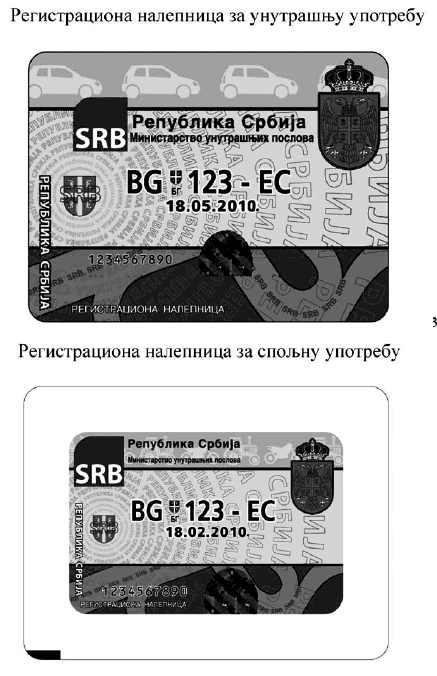 Регистрациона налепница за унутрашњу употребу
Република Србија
SRB
Министарство унутрашњих послова
BG БГ 123 - EC
18.05.2010.
РЕПУБЛИКА СРБИЈА
1234567890
РЕГИСТРАЦИОНА НАЛЕПНИЦА
з
Регистрациона налепница за спољну употребу
Република Србија
SRB
Министарство унутрашњих послова
BG БГ 123 - EC
18.02.2010.
РЕПУБЛИКА СРБИЈА
1234567890
РЕГИСТРАЦИОНА НАЛЕПНИЦА